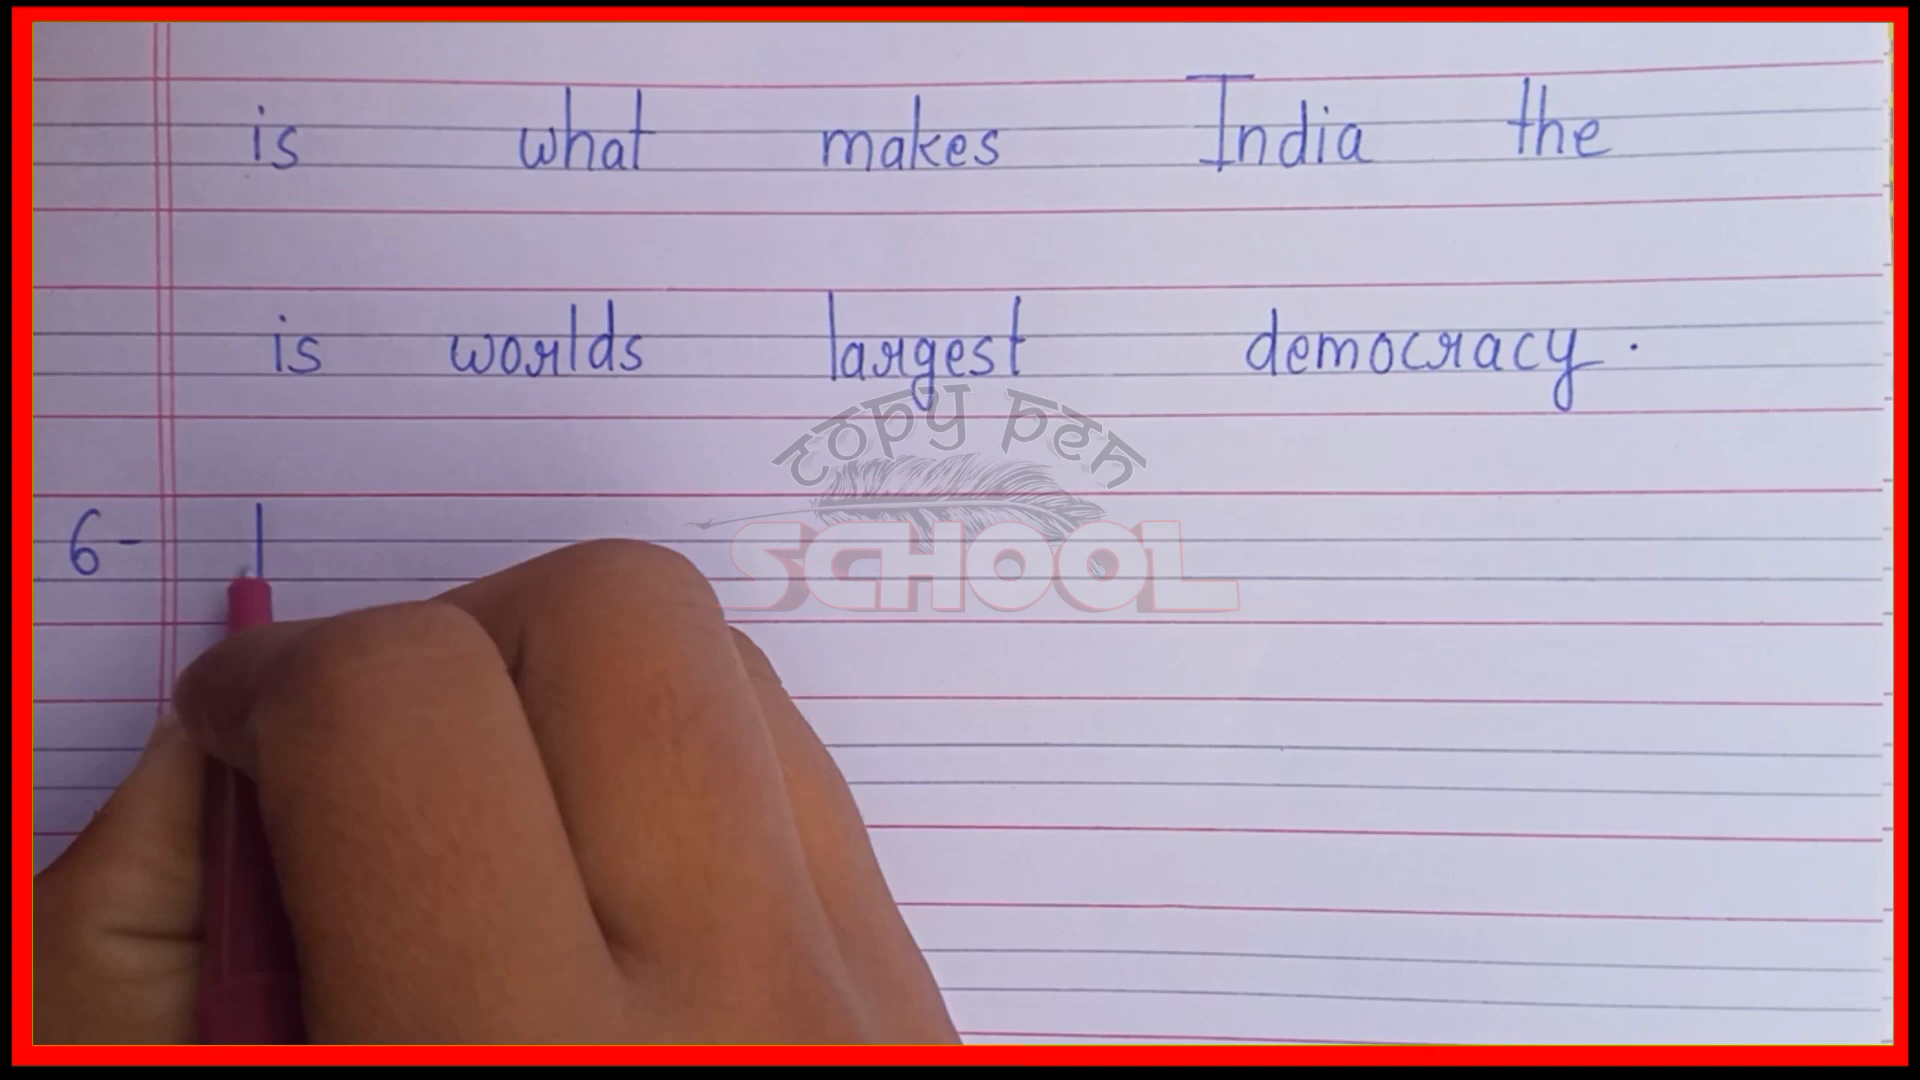 is what makes India the
is worlds largest democracy.
copy pen
SCHOOL
6-